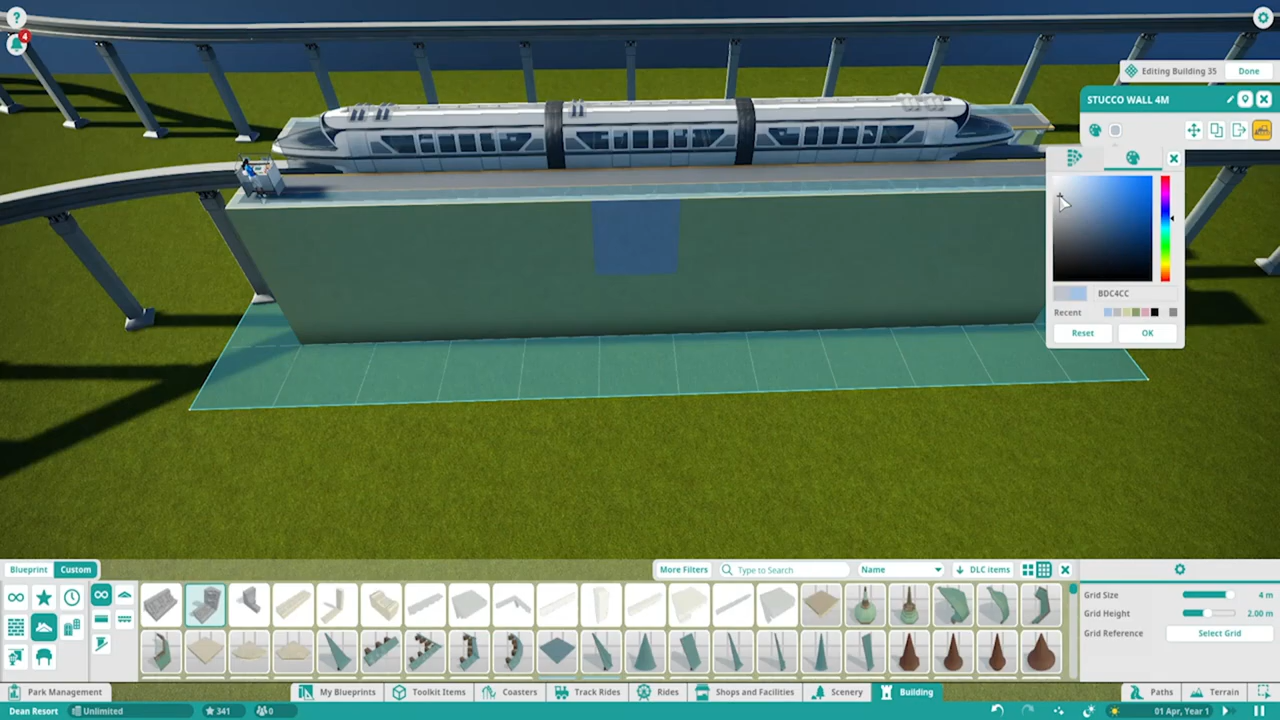 ?
4
Editing Building 35 Done
STUCCO WALL 4M
BDC4CC
Recent
Reset OK
Blueprint Custom More Filters Type to Search Name DLC items
Grid Size 4 m
Grid Height 2.00 m
Grid Reference Select Grid
Park Management My Blueprints Toolkit Items Coasters Track Rides Rides Shops and Facilities Scenery Building Paths Terrain
Dean Resort Unlimited 341 0 01 Apr, Year 1